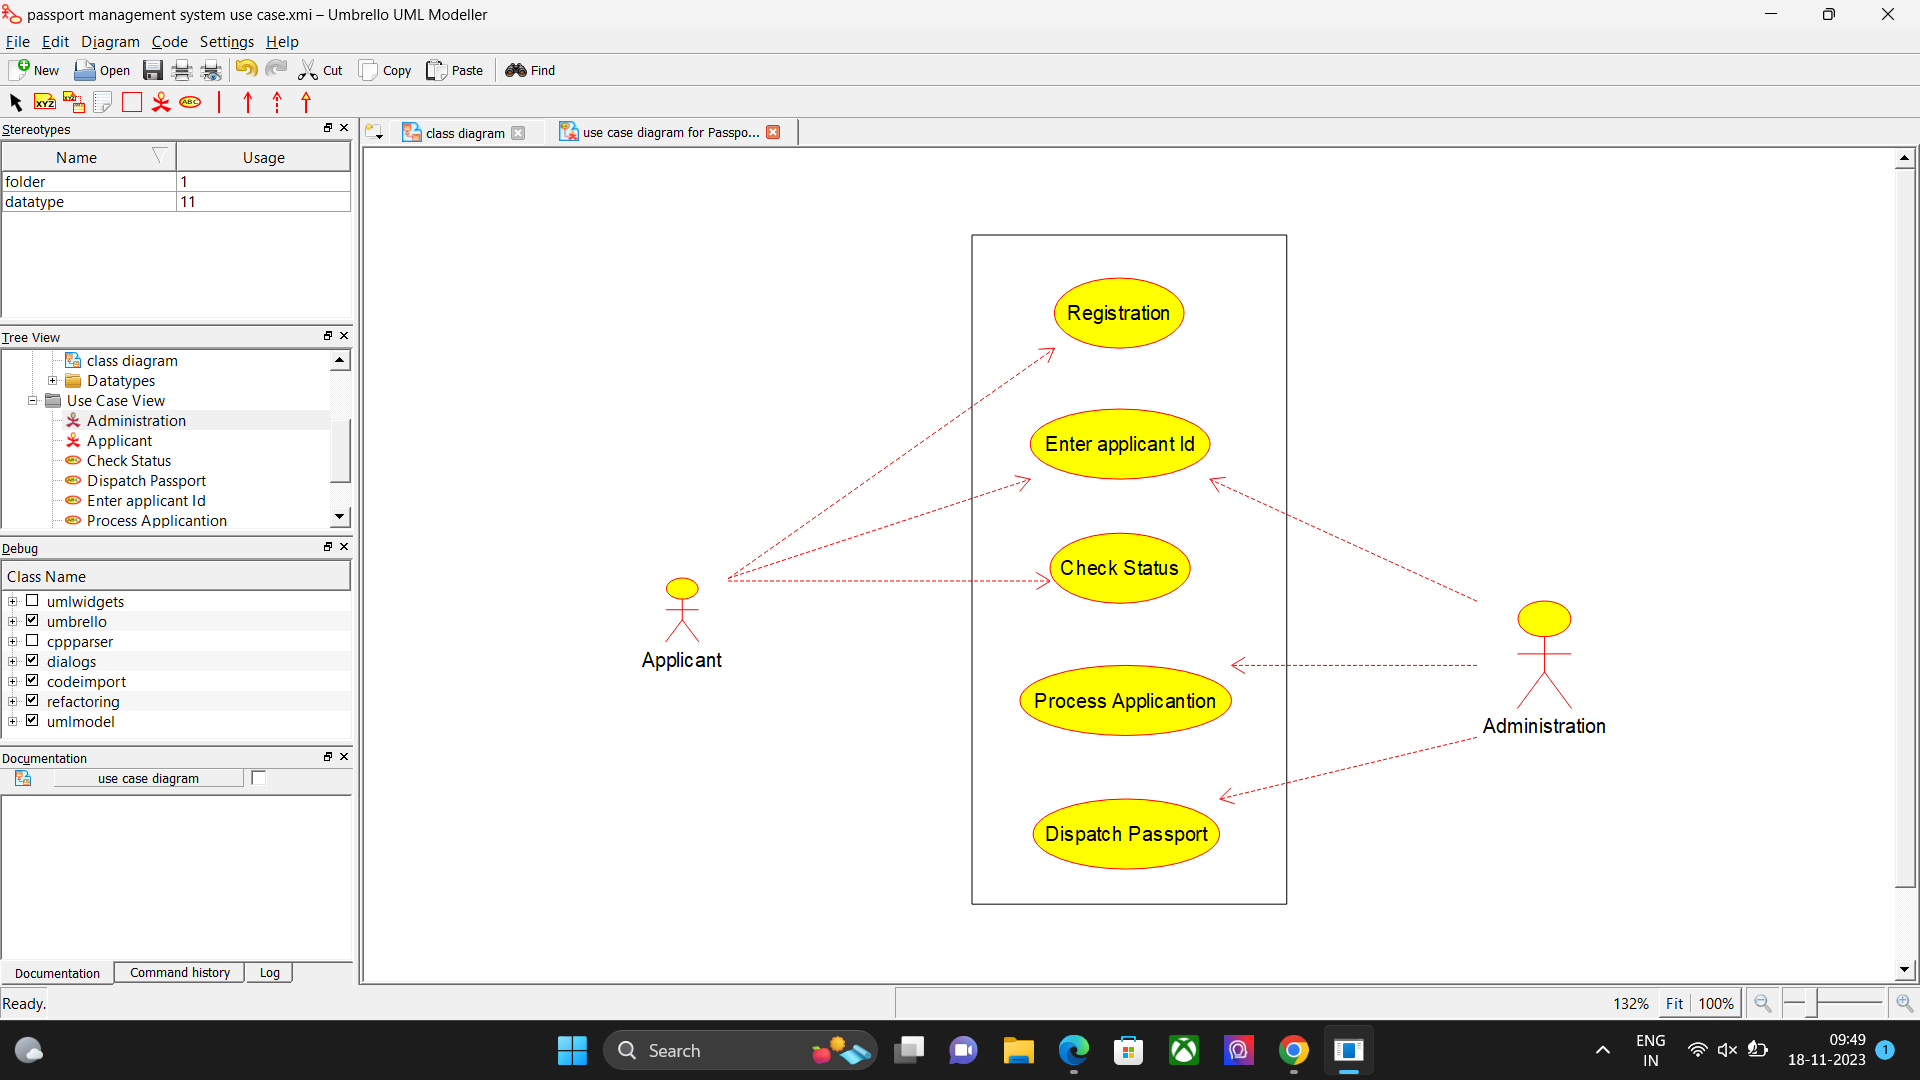 passport management system use case.xmi – Umbrello UML Modeller
File Edit Diagram Code Settings Help
New Open Cut Copy Paste Find
XYZ XYZ ABC
Stereotypes
Name Usage
folder 1
datatype 11
Tree View
class diagram
Datatypes
Use Case View
Administration
Applicant
Check Status
Dispatch Passport
Enter applicant Id
Process Applicantion
Debug
Class Name
umlwidgets
umbrello
cppparser
dialogs
codeimport
refactoring
umlmodel
Documentation
use case diagram
Documentation Command history Log
class diagram use case diagram for Passpo...
Registration
Enter applicant Id
Check Status
Process Applicantion
Dispatch Passport
Applicant
Administration
Ready.
132% Fit 100%
Search
ENG
IN
09:49
18-11-2023
1